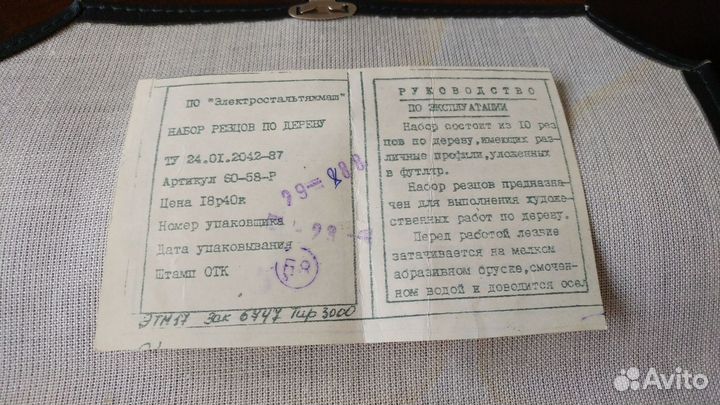 ПО "Электростальтяжмаш"
НАБОР РЕЗЦОВ ПО ДЕРЕВУ
ТУ 24.01.2042-87
Артикул 60-58-Р
Цена 18р40к
Номер упаковщика
Дата упаковывания
Штамп ОТК
ЭТМ17 Зак 6747 Тир 3000
РУКОВОДСТВО
ПО ЭКСПЛУАТАЦИИ
Набор состоит из 10 рез
цов по дереву, имеющих раз
личные профили, уложенных
в футляр.
Набор резцов предназна
чен для выполнения художе
ственных работ по дереву.
Перед работой лезвие
затачивается на мелком
абразивном бруске, смочен
ном водой и доводится осел
Avito